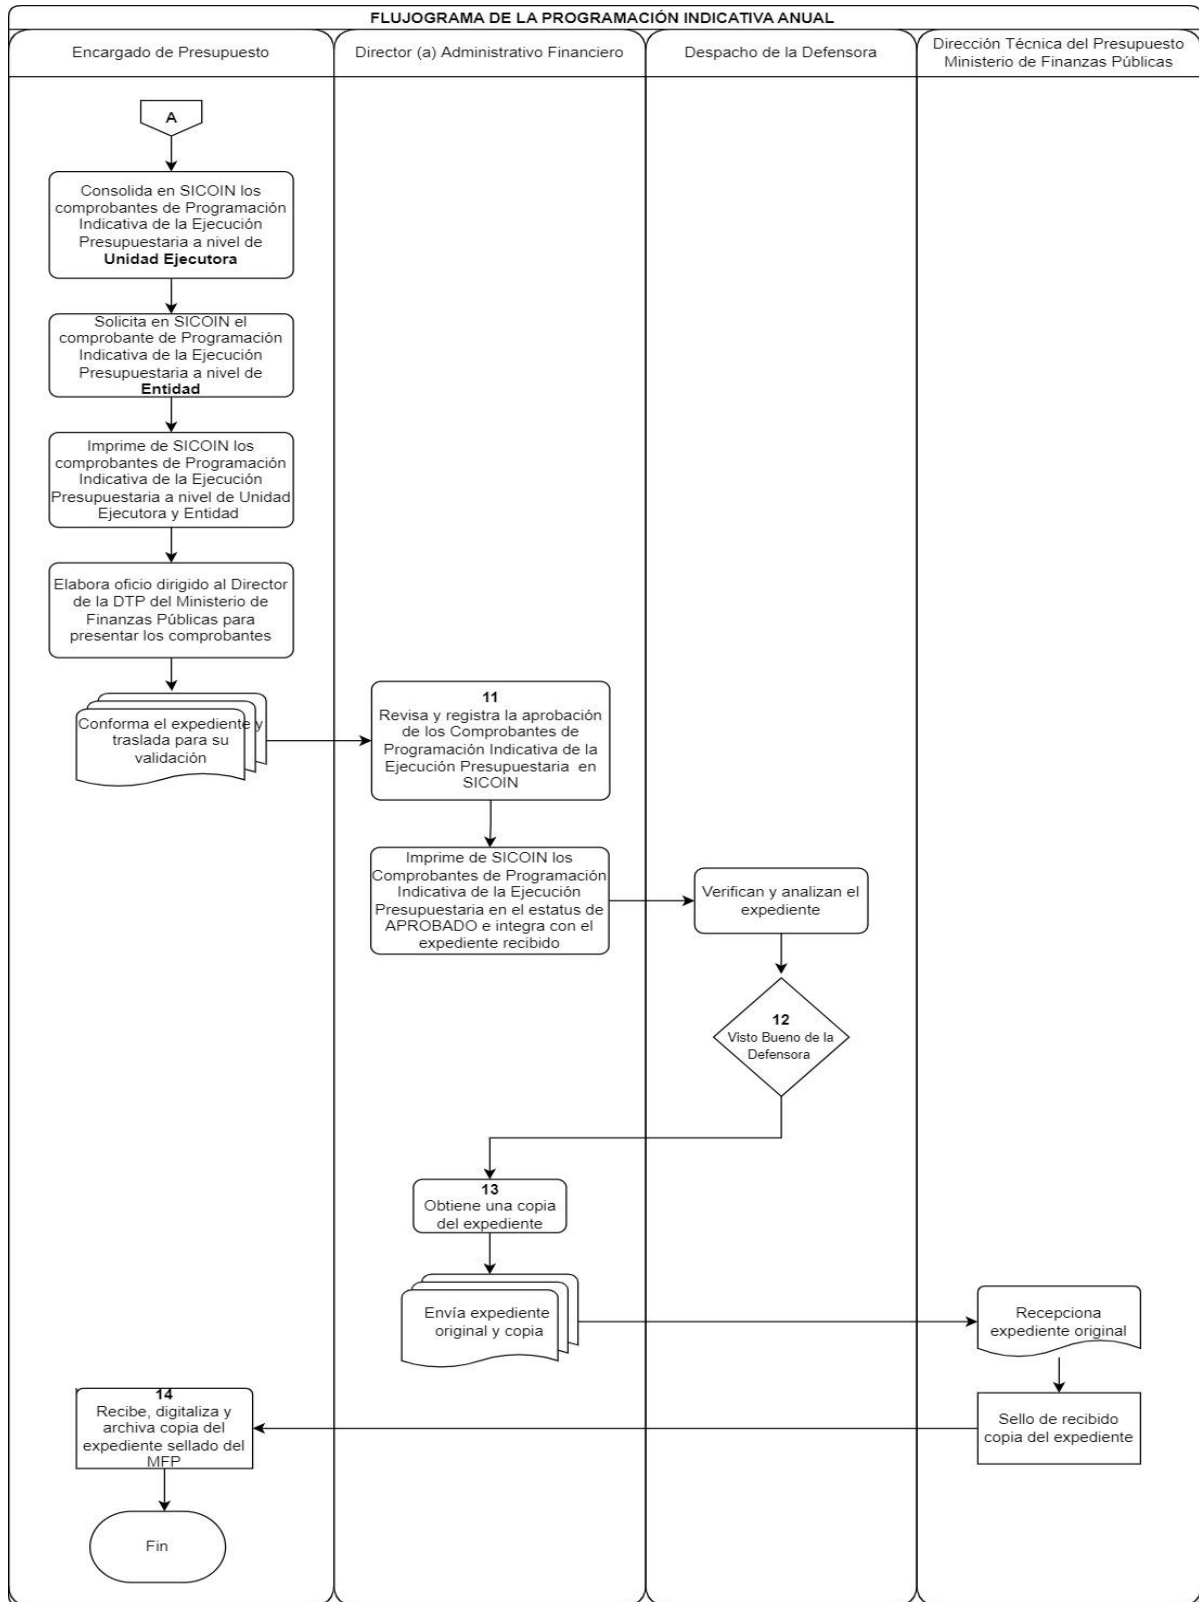 FLUJOGRAMA DE LA PROGRAMACIÓN INDICATIVA ANUAL
Encargado de Presupuesto
Director (a) Administrativo Financiero
Despacho de la Defensora
Dirección Técnica del Presupuesto
Ministerio de Finanzas Públicas
A
Consolida en SICOIN los
comprobantes de Programación
Indicativa de la Ejecución
Presupuestaria a nivel de
Unidad Ejecutora
Solicita en SICOIN el
comprobante de Programación
Indicativa de la Ejecución
Presupuestaria a nivel de
Entidad
Imprime de SICOIN los
comprobantes de Programación
Indicativa de la Ejecución
Presupuestaria a nivel de Unidad
Ejecutora y Entidad
Elabora oficio dirigido al Director
de la DTP del Ministerio de
Finanzas Públicas para
presentar los comprobantes
Conforma el expediente y
traslada para su
validación
11
Revisa y registra la aprobación
de los Comprobantes de
Programación Indicativa de la
Ejecución Presupuestaria en
SICOIN
Imprime de SICOIN los
Comprobantes de Programación
Indicativa de la Ejecución
Presupuestaria en el estatus de
APROBADO e integra con el
expediente recibido
Verifican y analizan el
expediente
12
Visto Bueno de la
Defensora
13
Obtiene una copia
del expediente
Envía expediente
original y copia
Recepciona
expediente original
Sello de recibido
copia del expediente
14
Recibe, digitaliza y
archiva copia del
expediente sellado del
MFP
Fin